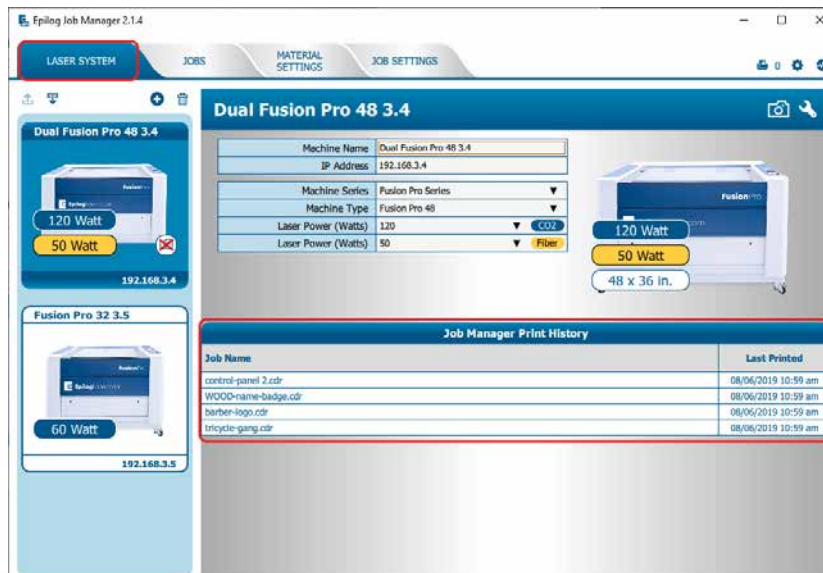 Epilog Job Manager 2.1.4
LASER SYSTEM
JOBS
MATERIAL
SETTINGS
JOB SETTINGS
0
Dual Fusion Pro 48 3.4
120 Watt
50 Watt
192.168.3.4
Fusion Pro 32 3.5
60 Watt
192.168.3.5
Dual Fusion Pro 48 3.4
Machine Name Dual Fusion Pro 48 3.4
IP Address 192.168.3.4
Machine Series Fusion Pro Series
Machine Type Fusion Pro 48
Laser Power (Watts) 120 CO2
Laser Power (Watts) 50 Fiber
FusionPro
120 Watt
50 Watt
48 x 36 in.
Job Manager Print History
Job Name Last Printed
control-panel 2.cdr 08/06/2019 10:59 am
WOOD-name-badge.cdr 08/06/2019 10:59 am
barber-logo.cdr 08/06/2019 10:59 am
tricycle-gang.cdr 08/06/2019 10:59 am